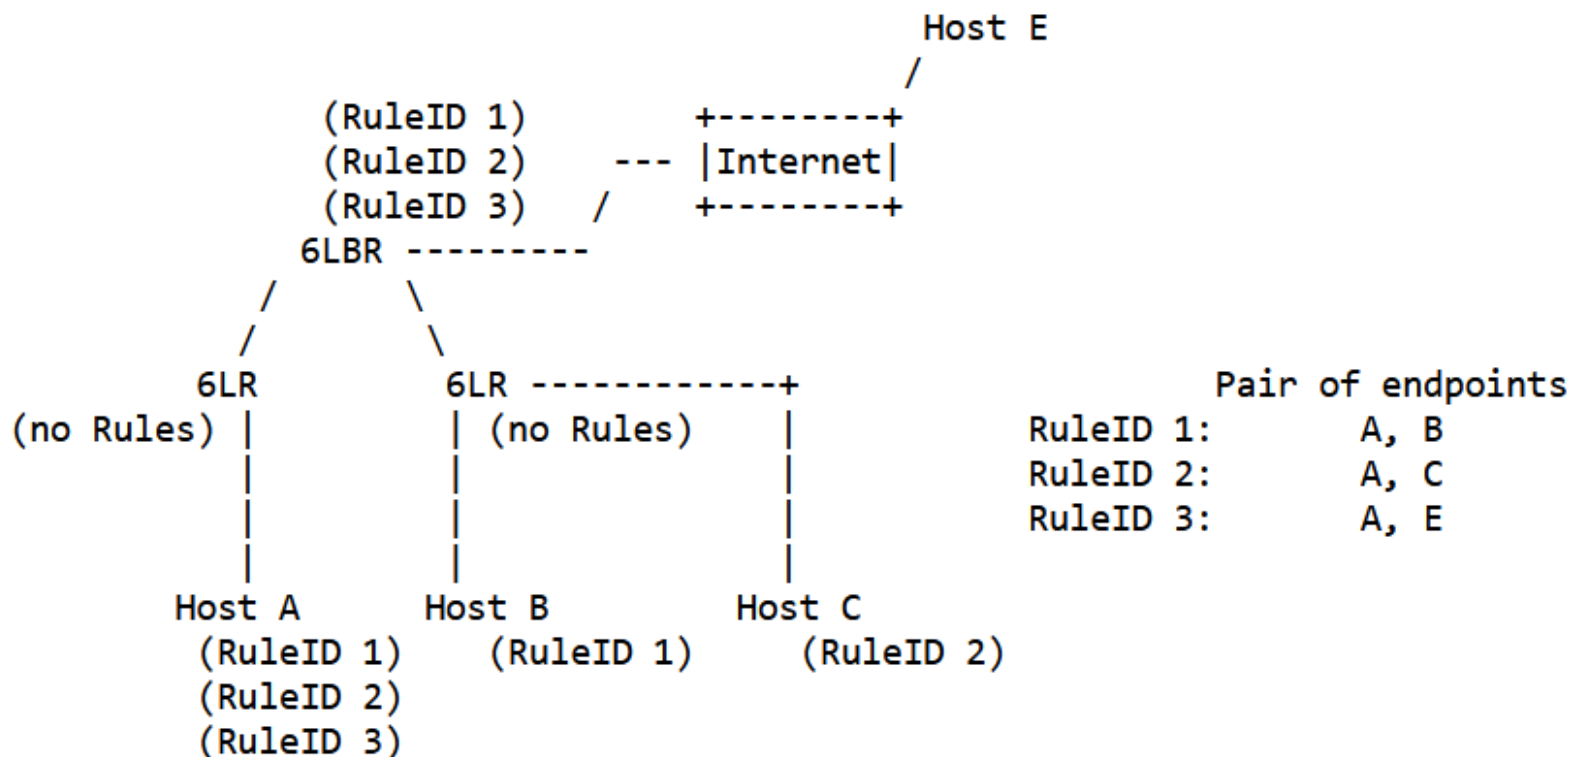 Host E
/
(RuleID 1) +--------+
(RuleID 2) --- |Internet|
(RuleID 3) / +--------+
6LBR ---------
/ \
/ \
6LR 6LR ------------+ Pair of endpoints
(no Rules) | | (no Rules) | RuleID 1: A, B
| | | RuleID 2: A, C
| | | RuleID 3: A, E
| | |
Host A Host B Host C
(RuleID 1) (RuleID 1) (RuleID 2)
(RuleID 2)
(RuleID 3)